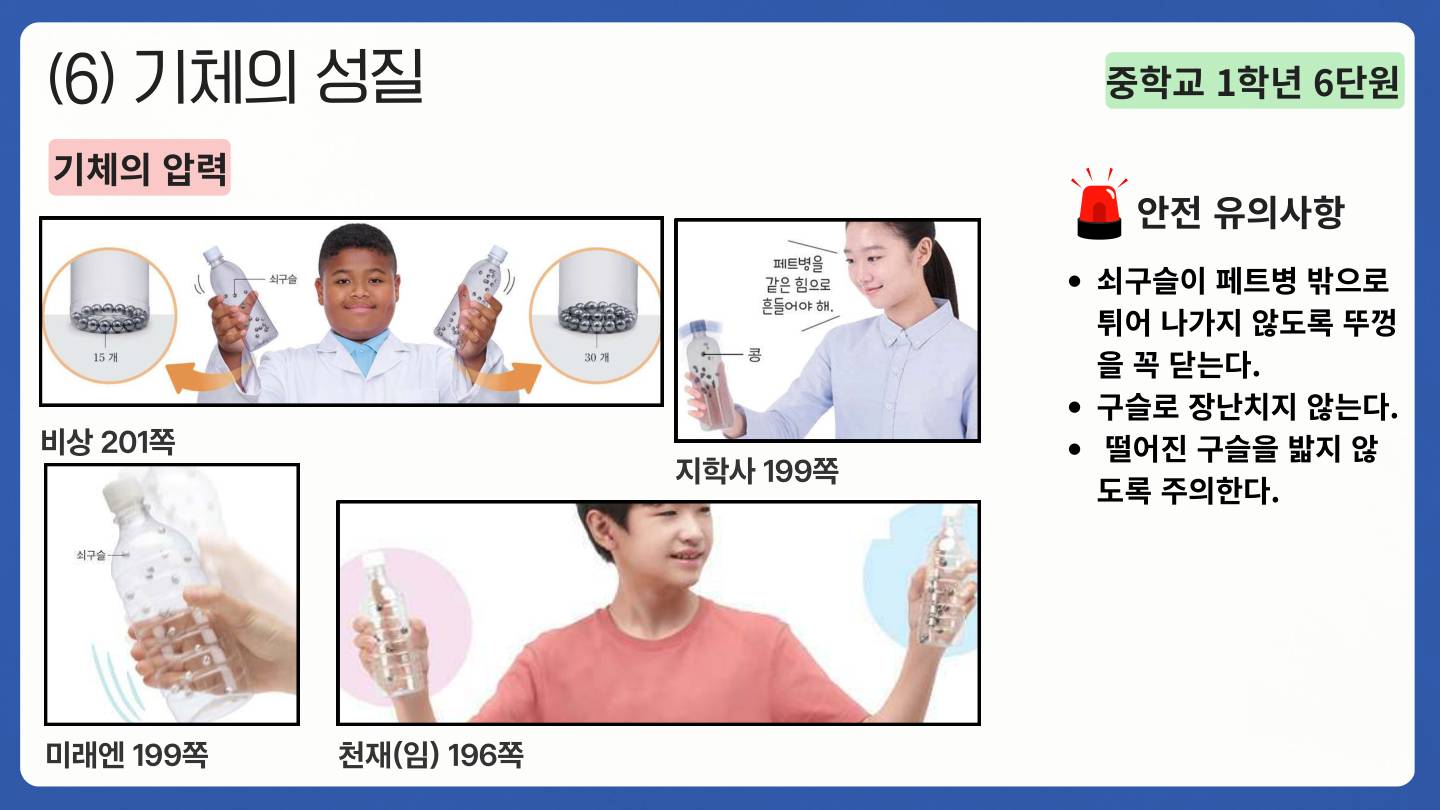 (6) 기체의 성질
중학교 1학년 6단원
기체의 압력
쇠구슬
15 개
30 개
비상 201쪽
페트병을
같은 힘으로
흔들어야 해.
콩
지학사 199쪽
쇠구슬
미래엔 199쪽
천재(임) 196쪽
안전 유의사항
• 쇠구슬이 페트병 밖으로
튀어 나가지 않도록 뚜껑
을 꼭 닫는다.
• 구슬로 장난치지 않는다.
• 떨어진 구슬을 밟지 않
도록 주의한다.